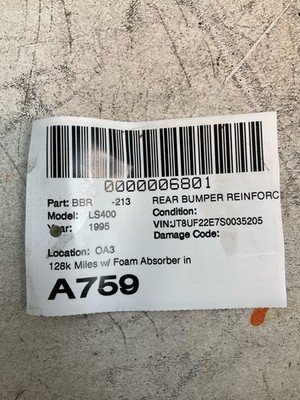 0000006801
Part: BBR -213 REAR BUMPER REINFORC
Model: LS400 Condition:
Year: 1995 VIN:JT8UF22E7S0035205
Damage Code:
Location: OA3
128k Miles w/ Foam Absorber in
A759